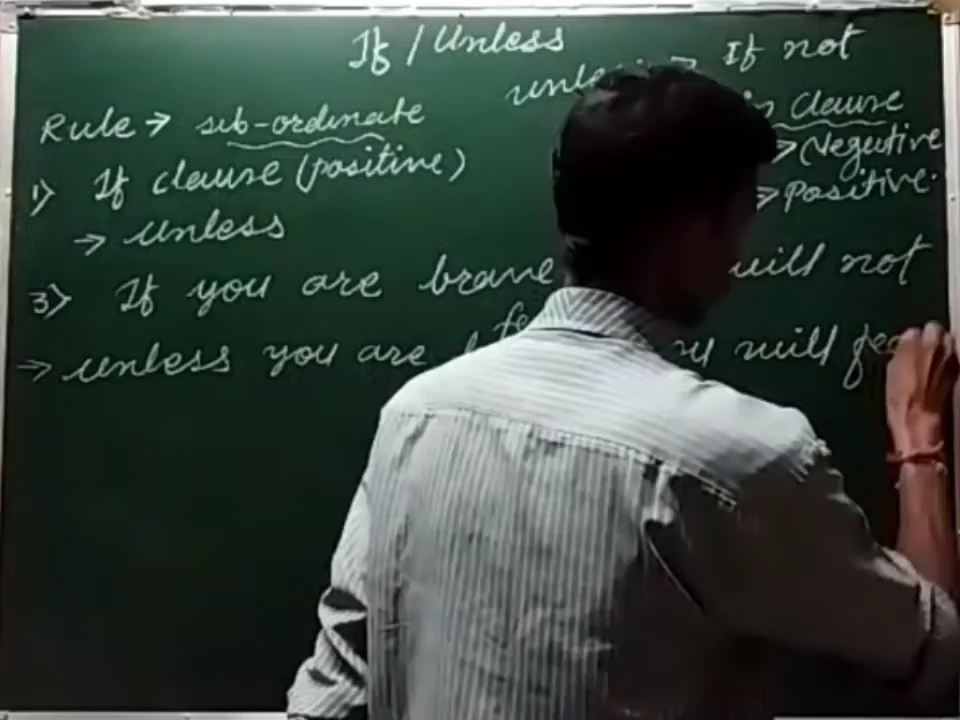 If / Unless
If not
Rule → sub-ordinate clause
1) If clause (positive) → Negative
→ unless → Positive.
3) If you are brave will not
→ unless you are will